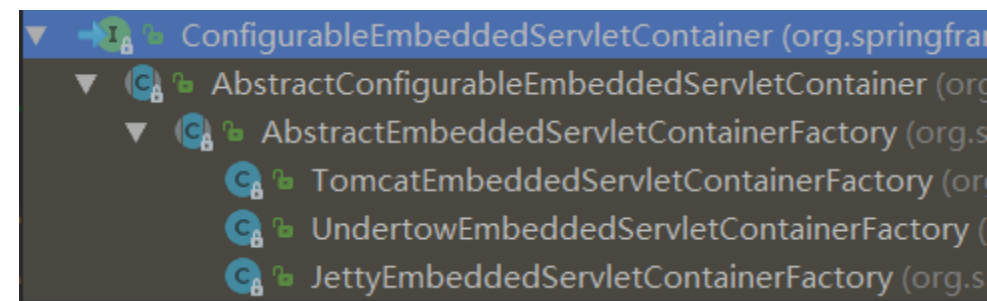 ConfigurableEmbeddedServletContainer (org.springfra
AbstractConfigurableEmbeddedServletContainer (org
AbstractEmbeddedServletContainerFactory (org.s
TomcatEmbeddedServletContainerFactory (or
UndertowEmbeddedServletContainerFactory (
JettyEmbeddedServletContainerFactory (org.s